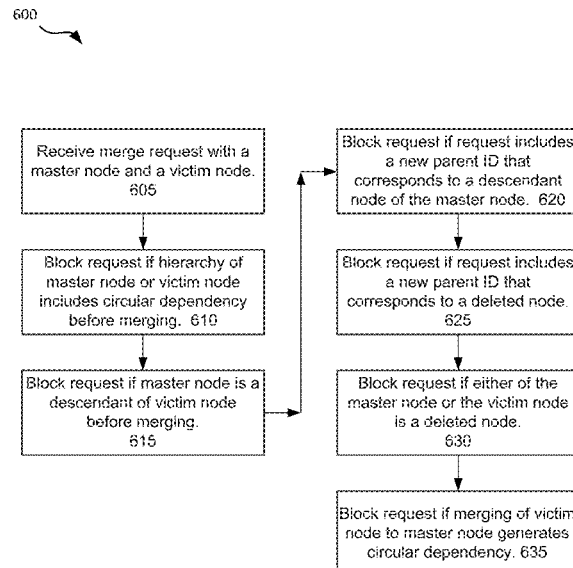 600
Receive merge request with a
master node and a victim node.
605
Block request if hierarchy of
master node or victim node
includes circular dependency
before merging. 610
Block request if master node is a
descendant of victim node
before merging.
615
Block request if request includes
a new parent ID that
corresponds to a descendant
node of the master node. 620
Block request if request includes
a new parent ID that
corresponds to a deleted node.
625
Block request if either of the
master node or the victim node
is a deleted node.
630
Block request if merging of victim
node to master node generates
circular dependency. 635